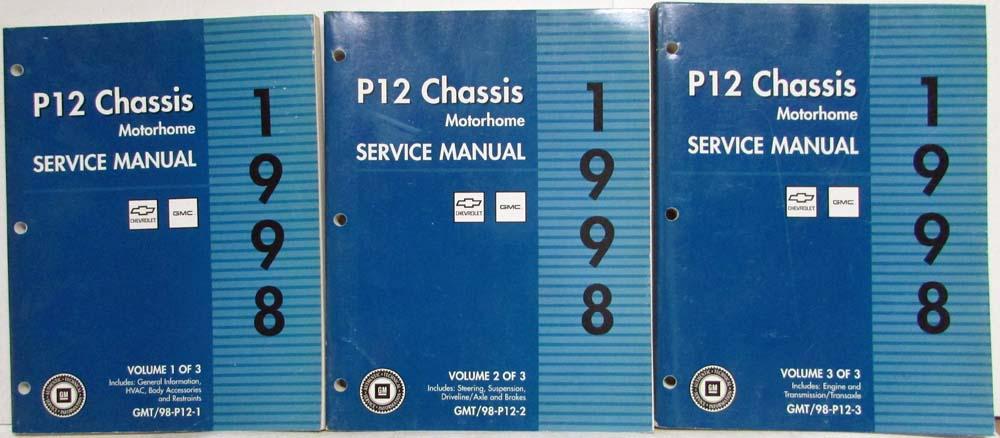 P12 Chassis
Motorhome
SERVICE MANUAL
1
9
9
8
CHEVROLET
GMC
VOLUME 1 OF 3
Includes: General Information,
HVAC, Body Accessories
and Restraints
GMT/98-P12-1
GM
P12 Chassis
Motorhome
SERVICE MANUAL
1
9
9
8
CHEVROLET
GMC
VOLUME 2 OF 3
Includes: Steering, Suspension,
Driveline/Axle and Brakes
GMT/98-P12-2
GM
P12 Chassis
Motorhome
SERVICE MANUAL
1
9
9
8
CHEVROLET
GMC
VOLUME 3 OF 3
Includes: Engine and
Transmission/Transaxle
GMT/98-P12-3
GM